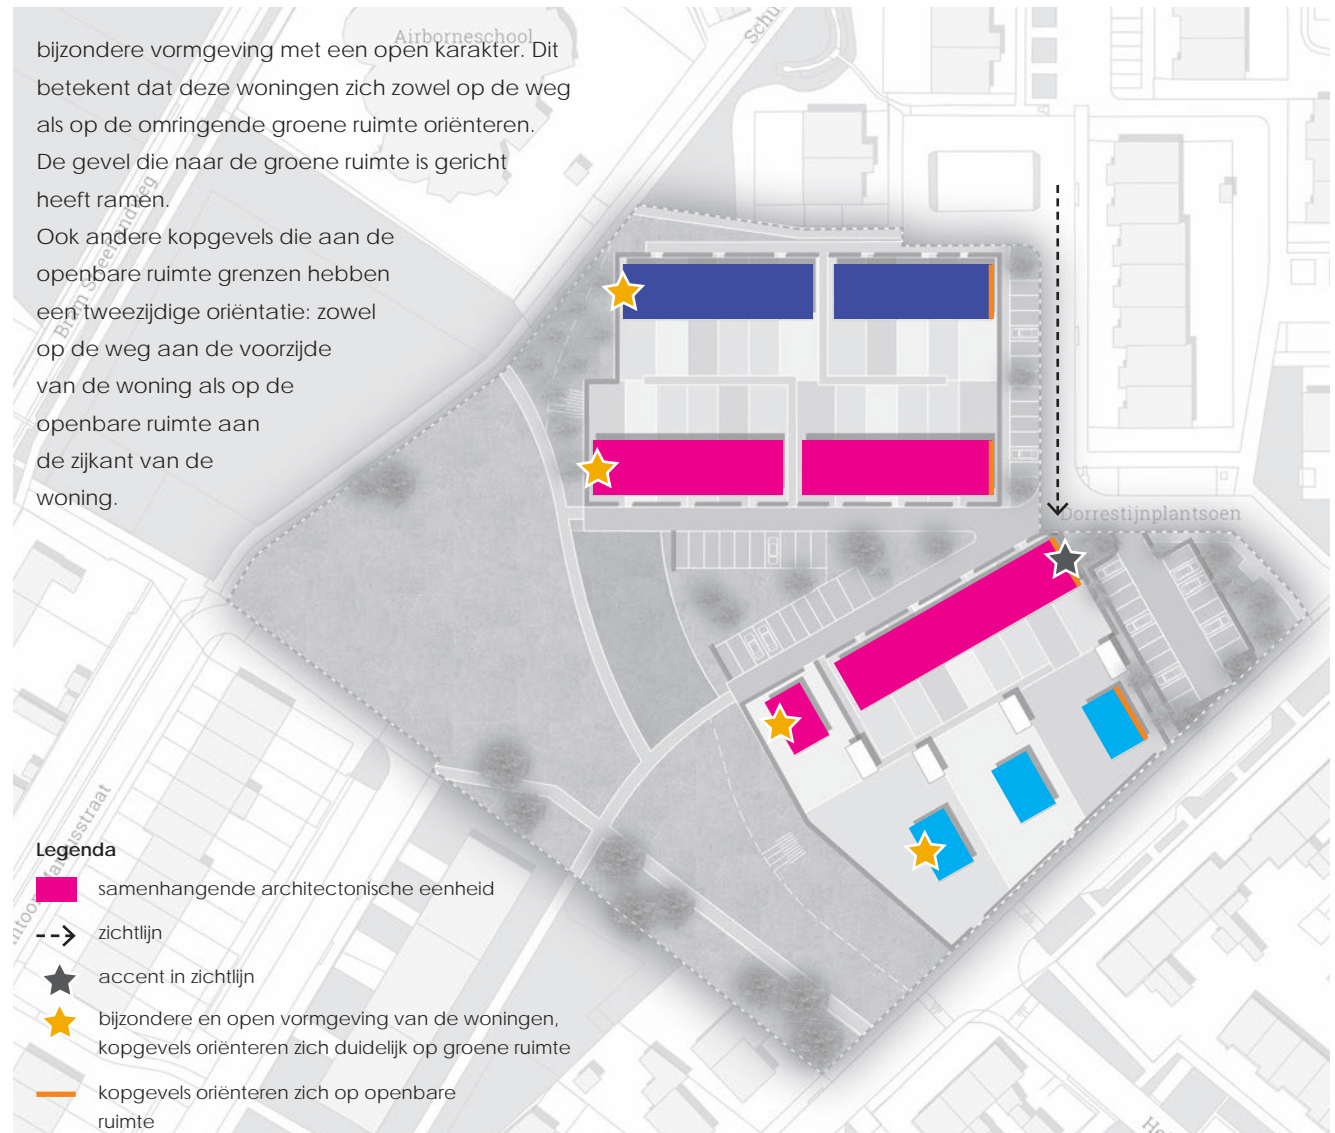 bijzondere vormgeving met een open karakter. Dit
betekent dat deze woningen zich zowel op de weg
als op de omringende groene ruimte oriënteren.
De gevel die naar de groene ruimte is gericht
heeft ramen.
Ook andere kopgevels die aan de
openbare ruimte grenzen hebben
een tweezijdige oriëntatie: zowel
op de weg aan de voorzijde
van de woning als op de
openbare ruimte aan
de zijkant van de
woning.
Airborneschool
Dorrestijnplantsoen
Legenda
samenhangende architectonische eenheid
zichtlijn
accent in zichtlijn
bijzondere en open vormgeving van de woningen,
kopgevels oriënteren zich duidelijk op groene ruimte
kopgevels oriënteren zich op openbare
ruimte